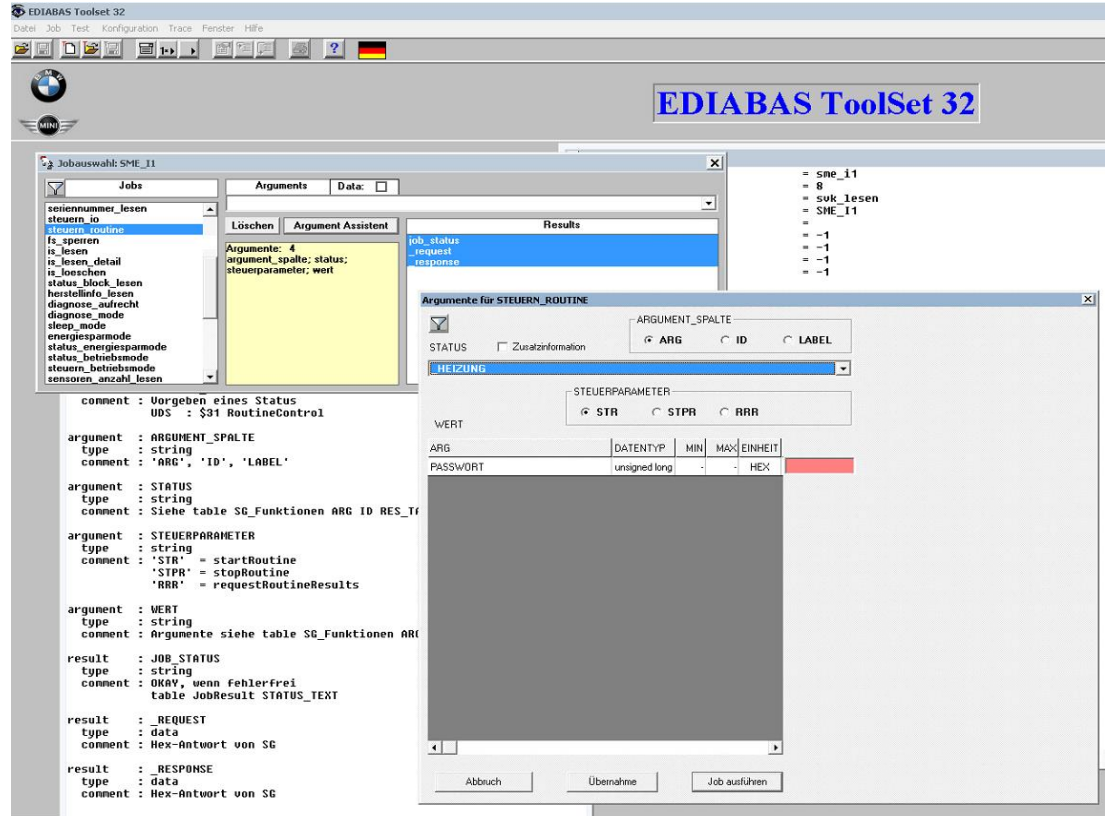 EDIABAS Toolset 32
Datei Job Test Konfiguration Trace Fenster Hilfe
BMW
MINI
EDIABAS ToolSet 32
Jobauswahl: SME_I1
Jobs
Arguments
Data:
seriennummer_lesen
steuern_io
steuern_routine
fs_sperren
is_lesen
is_lesen_detail
is_loeschen
status_block_lesen
herstellinfo_lesen
diagnose_aufrecht
diagnose_mode
sleep_mode
energiesparmode
status_energiesparmode
status_betriebsmode
steuern_betriebsmode
sensoren_anzahl_lesen
Löschen
Argument Assistent
Argumente: 4
argument_spalte; status;
steuerparameter; wert
Results
job_status
_request
_response
= sme_i1
= 8
= svk_lesen
= SME_I1
=
= -1
= -1
= -1
= -1
Argumente für STEUERN_ROUTINE
ARGUMENT_SPALTE
STATUS
Zusatzinformation
ARG
ID
LABEL
_HEIZUNG
STEUERPARAMETER
STR
STPR
RRR
WERT
ARG DATENTYP MIN MAX EINHEIT
PASSWORT unsigned long - - HEX
Abbruch
Übernahme
Job ausführen
comment : Vorgeben eines Status
UDS : $31 RoutineControl
argument : ARGUMENT_SPALTE
type : string
comment : 'ARG', 'ID', 'LABEL'
argument : STATUS
type : string
comment : Siehe table SG_Funktionen ARG ID
argument : STEUERPARAMETER
type : string
comment : 'STR' = startRoutine
'STPR' = stopRoutine
'RRR' = requestRoutineResults
argument : WERT
type : string
comment : Argumente siehe table SG_Funktionen
result : JOB_STATUS
type : string
comment : OKAY, wenn fehlerfrei
table JobResult STATUS_TEXT
result : _REQUEST
type : data
comment : Hex-Antwort von SG
result : _RESPONSE
type : data
comment : Hex-Antwort von SG